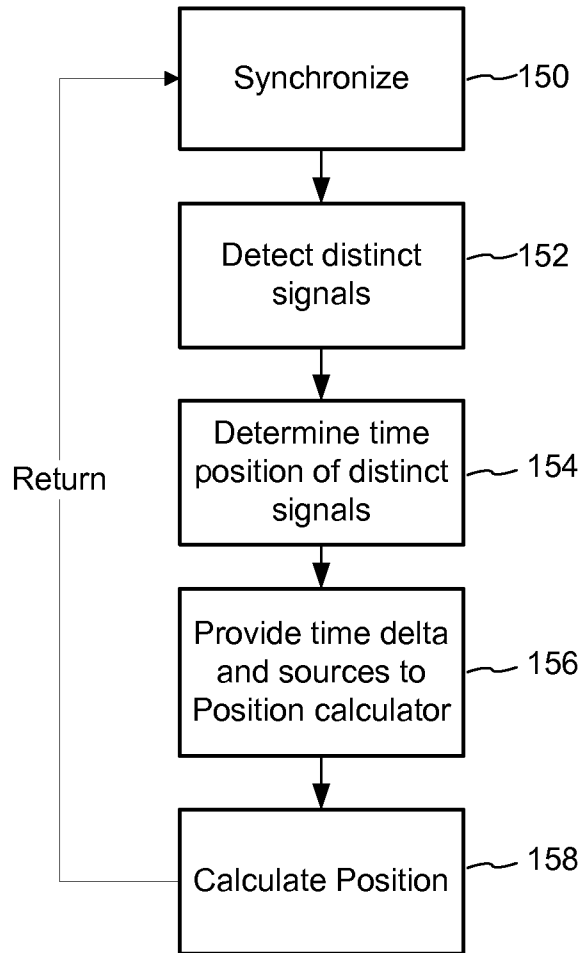 Synchronize
150
Detect distinct
signals
152
Determine time
position of distinct
signals
154
Return
Provide time delta
and sources to
Position calculator
156
Calculate Position
158